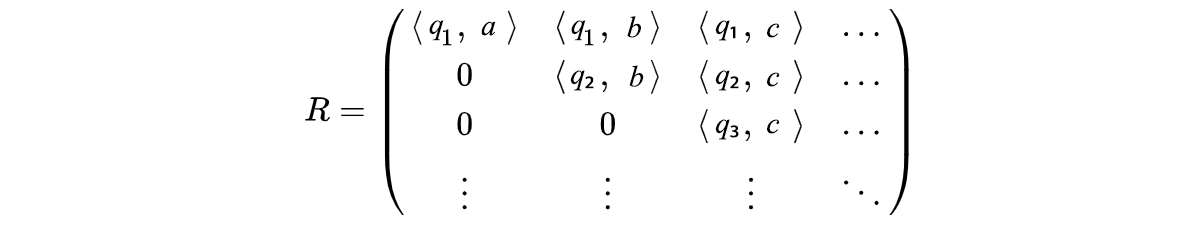 ⟨q₁, a⟩ ⟨q₁, b⟩ ⟨q₁, c⟩ …
0 ⟨q₂, b⟩ ⟨q₂, c⟩ …
R =
0 0 ⟨q₃, c⟩ …
⋮ ⋮ ⋮ ⋱